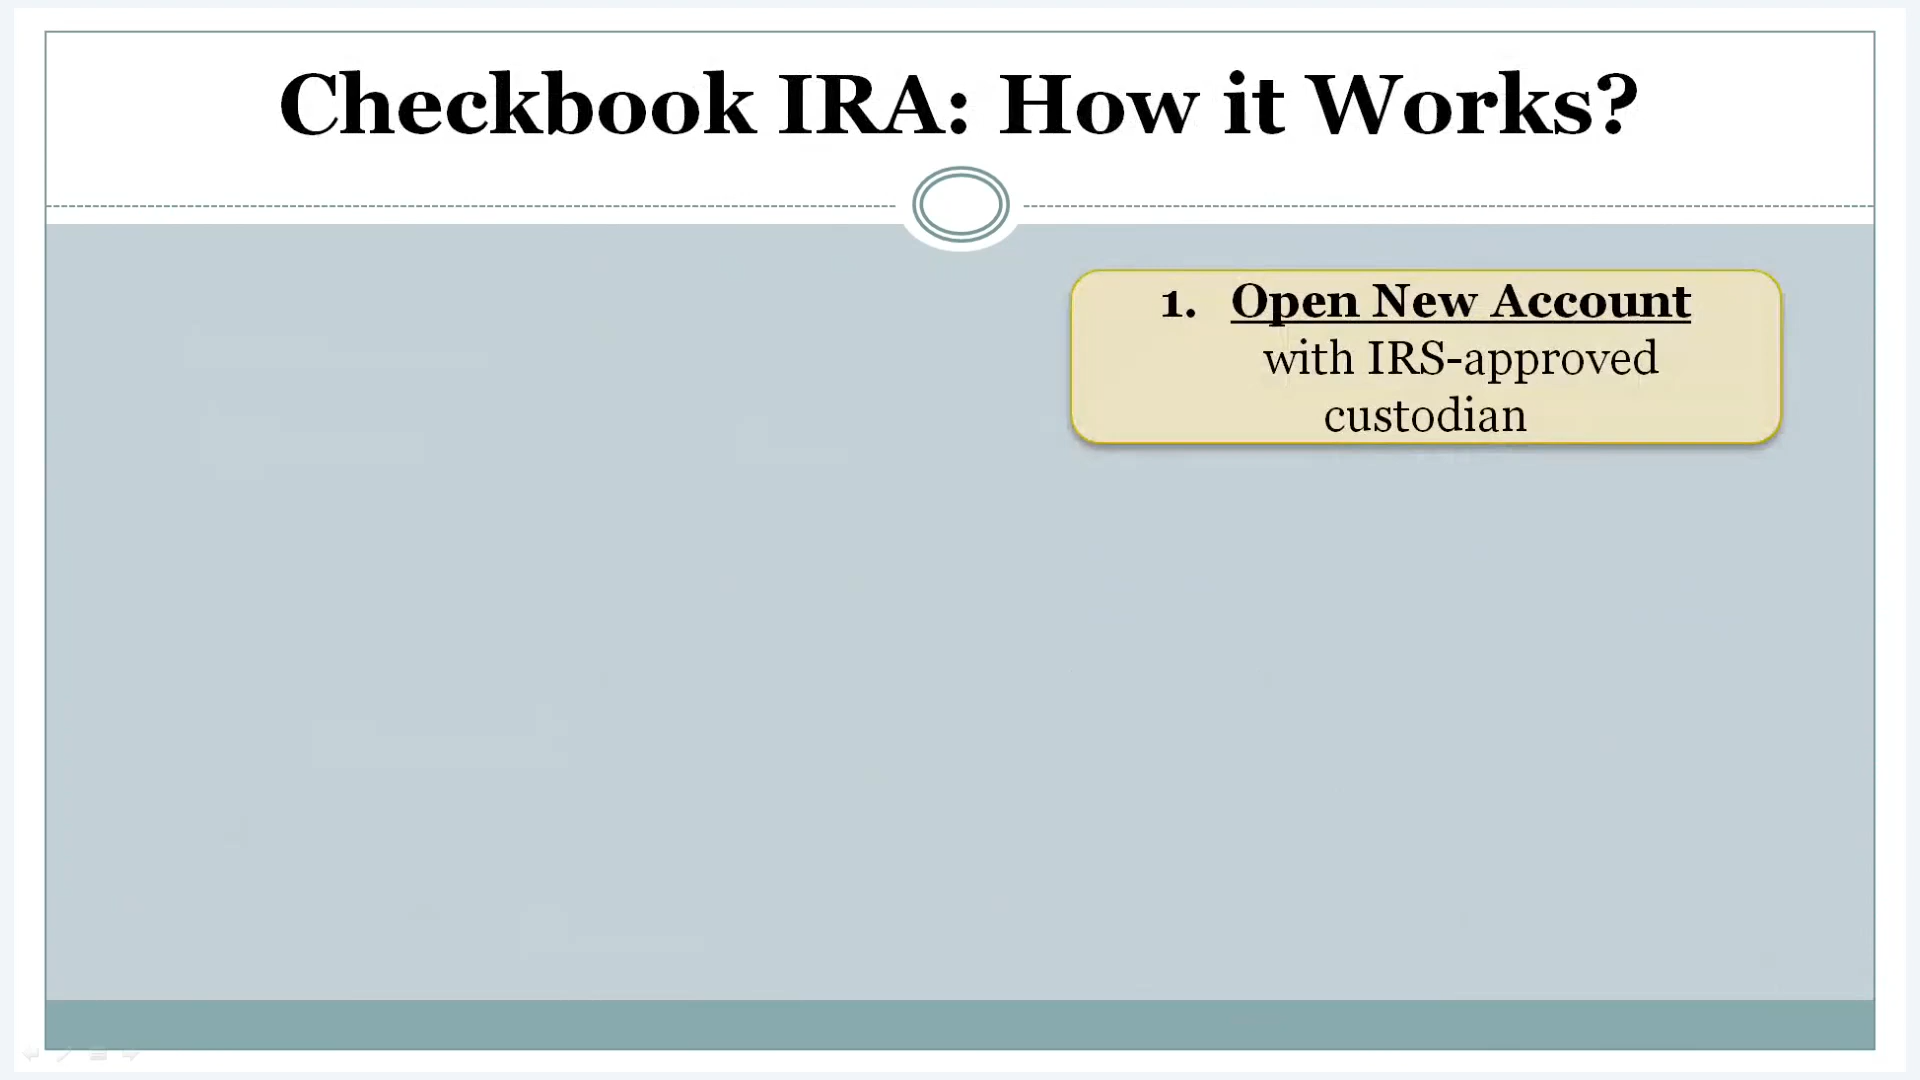 Checkbook IRA: How it Works?
1. Open New Account
with IRS-approved
custodian